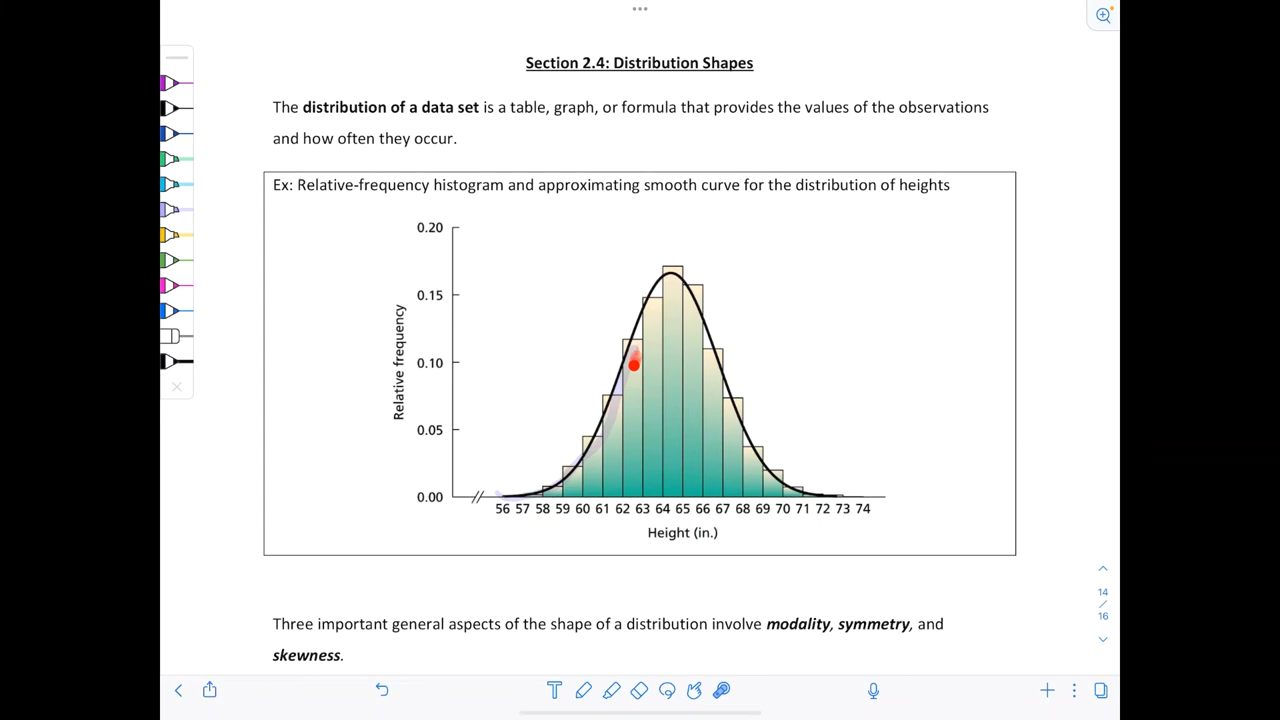 Section 2.4: Distribution Shapes
The distribution of a data set is a table, graph, or formula that provides the values of the observations
and how often they occur.
Ex: Relative-frequency histogram and approximating smooth curve for the distribution of heights
0.20
0.15
0.10
0.05
0.00
Relative frequency
56 57 58 59 60 61 62 63 64 65 66 67 68 69 70 71 72 73 74
Height (in.)
Three important general aspects of the shape of a distribution involve modality, symmetry, and
skewness.
14
/
16
T